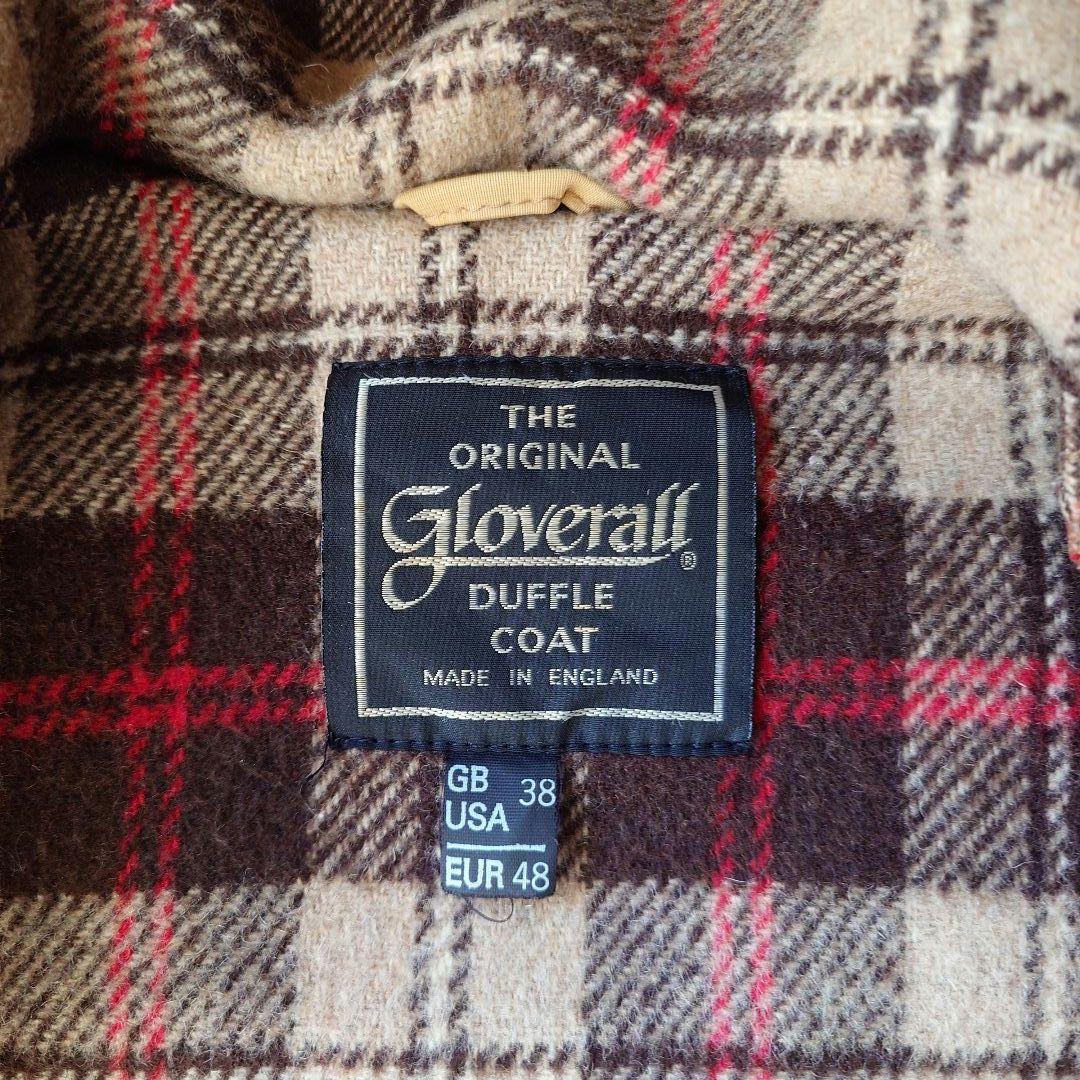 THE
ORIGINAL
Gloverall®
DUFFLE
COAT
MADE IN ENGLAND
GB
USA 38
EUR 48